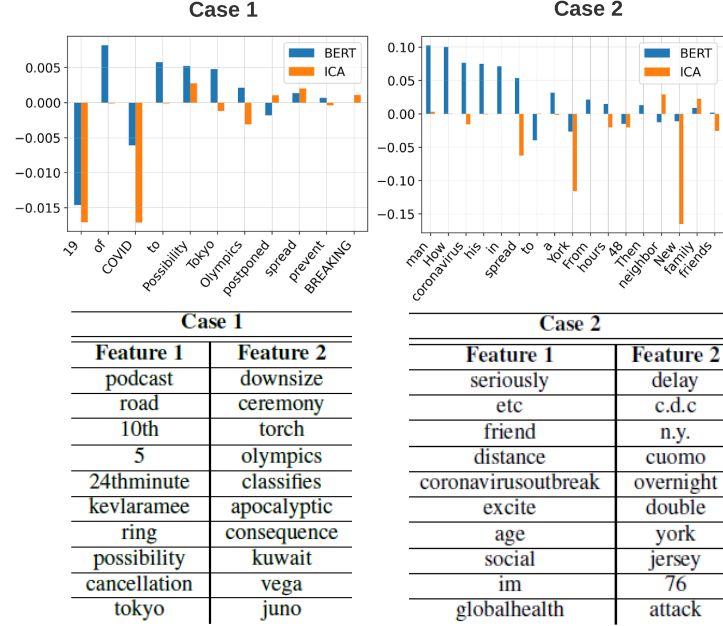 Case 1
Case 2
BERT
ICA
0.005
0.000
−0.005
−0.010
−0.015
19
of
COVID
to
Possibility
Tokyo
Olympics
postponed
spread
prevent
BREAKING
BERT
ICA
0.10
0.05
0.00
−0.05
−0.10
−0.15
man
How
coronavirus
his
in
spread
to
a
York
From
hours
48
Then
neighbor
New
family
friends
Case 1
Feature 1 Feature 2
podcast downsize
road ceremony
10th torch
5 olympics
24thminute classifies
kevlaramee apocalyptic
ring consequence
possibility kuwait
cancellation vega
tokyo juno
Case 2
Feature 1 Feature 2
seriously delay
etc c.d.c
friend n.y.
distance cuomo
coronavirusoutbreak overnight
excite double
age york
social jersey
im 76
globalhealth attack